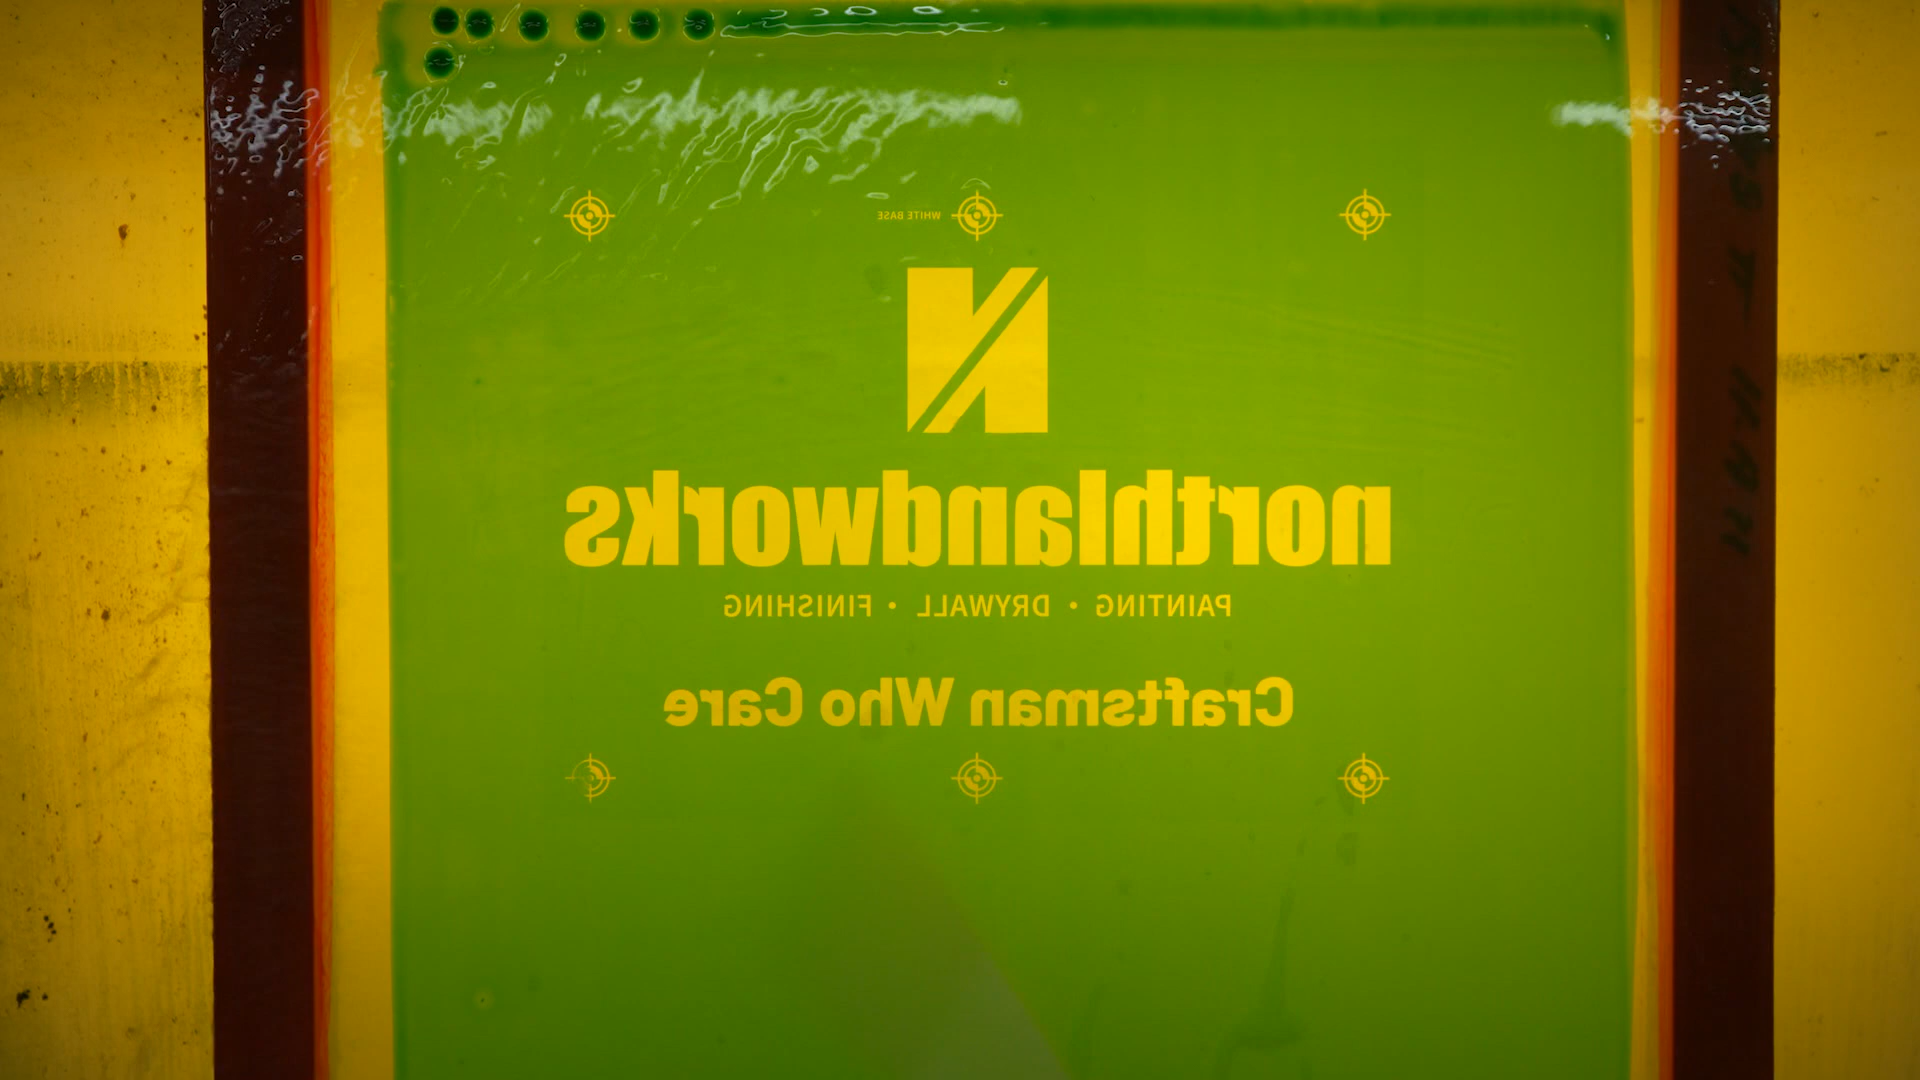 WHITE BASE
N
northlandworks
PAINTING • DRYWALL • FINISHING
Craftsman Who Care